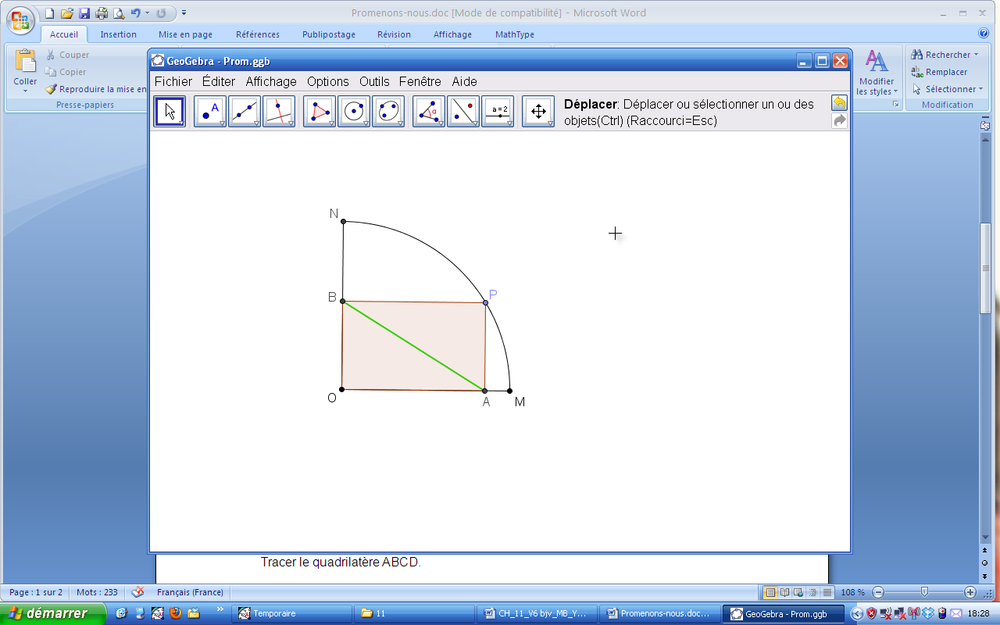 Promenons-nous.doc [Mode de compatibilité] - Microsoft Word
Accueil Insertion Mise en page Références Publipostage Révision Affichage MathType
Coller
Couper
Copier
Reproduire la mise en
Presse-papiers
Modifier
les styles
Rechercher
Remplacer
Sélectionner
Modification
GeoGebra - Prom.ggb
Fichier Éditer Affichage Options Outils Fenêtre Aide
A
α
a = 2
Déplacer: Déplacer ou sélectionner un ou des
objets(Ctrl) (Raccourci=Esc)
N
B
P
O
A
M
Tracer le quadrilatère ABCD.
Page : 1 sur 2 Mots : 233 Français (France) 108 %
démarrer Temporaire 11 CH_11_V6 bjv_MB_Y... Promenons-nous.doc... GeoGebra - Prom.ggb 18:28